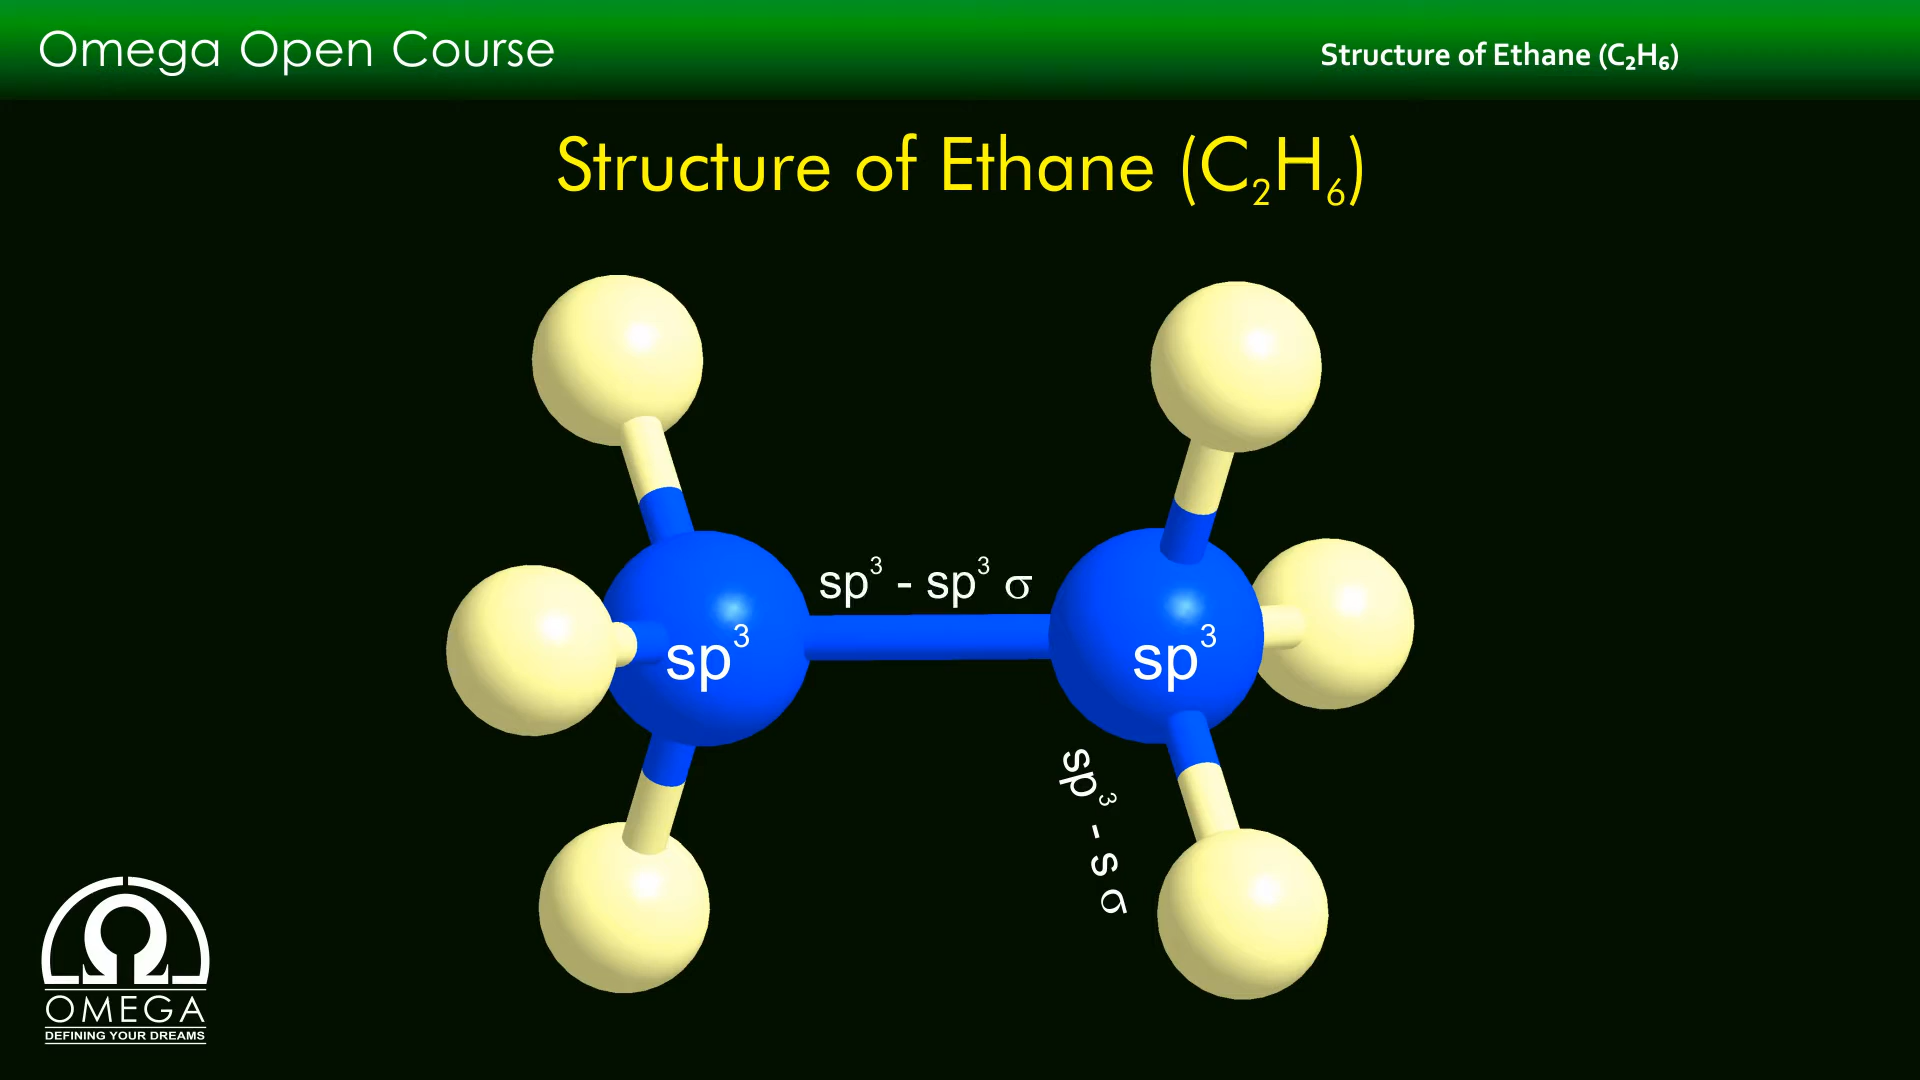 Omega Open Course
Structure of Ethane (C₂H₆)
Structure of Ethane (C₂H₆)
sp³ - sp³ σ
sp³
sp³
sp³ - s σ
Ω
OMEGA
DEFINING YOUR DREAMS